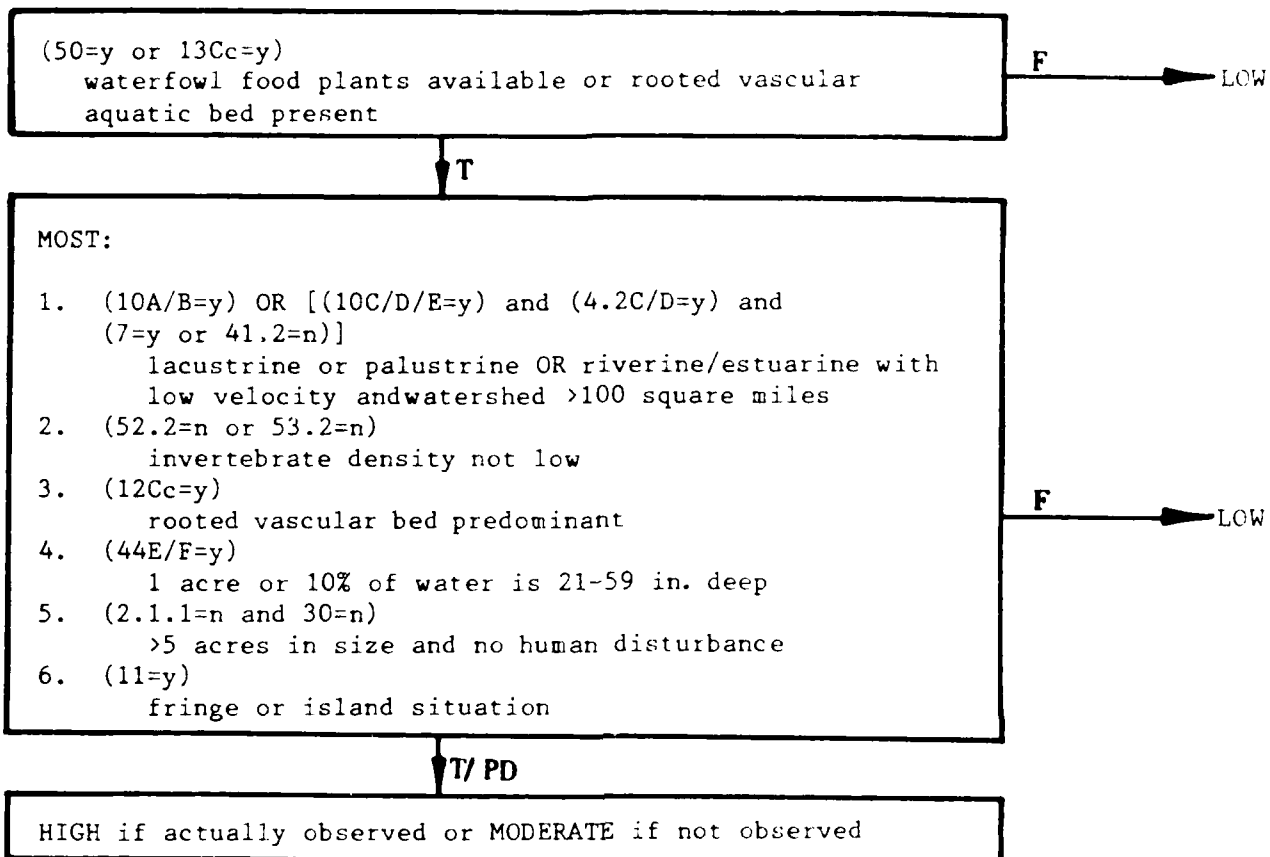 (50=y or 13Cc=y)
waterfowl food plants available or rooted vascular
aquatic bed present
F
LOW
T
MOST:
1. (10A/B=y) OR [(10C/D/E=y) and (4.2C/D=y) and
(7=y or 41.2=n)]
lacustrine or palustrine OR riverine/estuarine with
low velocity andwatershed >100 square miles
2. (52.2=n or 53.2=n)
invertebrate density not low
3. (12Cc=y)
rooted vascular bed predominant
4. (44E/F=y)
1 acre or 10% of water is 21-59 in. deep
5. (2.1.1=n and 30=n)
>5 acres in size and no human disturbance
6. (11=y)
fringe or island situation
F
LOW
T/ PD
HIGH if actually observed or MODERATE if not observed